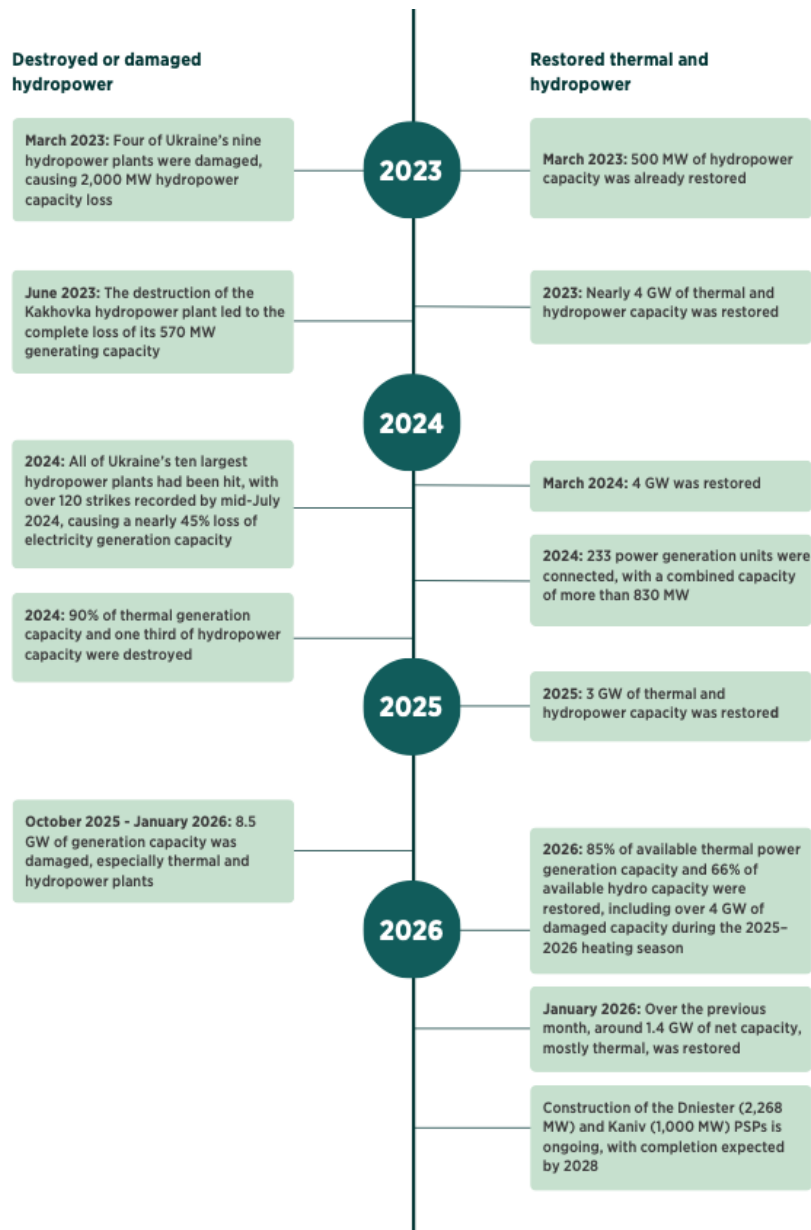 Destroyed or damaged
hydropower
Restored thermal and
hydropower
March 2023: Four of Ukraine's nine
hydropower plants were damaged,
causing 2,000 MW hydropower
capacity loss
2023
March 2023: 500 MW of hydropower
capacity was already restored
June 2023: The destruction of the
Kakhovka hydropower plant led to the
complete loss of its 570 MW
generating capacity
2023: Nearly 4 GW of thermal and
hydropower capacity was restored
2024
2024: All of Ukraine's ten largest
hydropower plants had been hit, with
over 120 strikes recorded by mid-July
2024, causing a nearly 45% loss of
electricity generation capacity
March 2024: 4 GW was restored
2024: 233 power generation units were
connected, with a combined capacity
of more than 830 MW
2024: 90% of thermal generation
capacity and one third of hydropower
capacity were destroyed
2025
2025: 3 GW of thermal and
hydropower capacity was restored
October 2025 - January 2026: 8.5
GW of generation capacity was
damaged, especially thermal and
hydropower plants
2026
2026: 85% of available thermal power
generation capacity and 66% of
available hydro capacity were
restored, including over 4 GW of
damaged capacity during the 2025–
2026 heating season
January 2026: Over the previous
month, around 1.4 GW of net capacity,
mostly thermal, was restored
Construction of the Dniester (2,268
MW) and Kaniv (1,000 MW) PSPs is
ongoing, with completion expected
by 2028